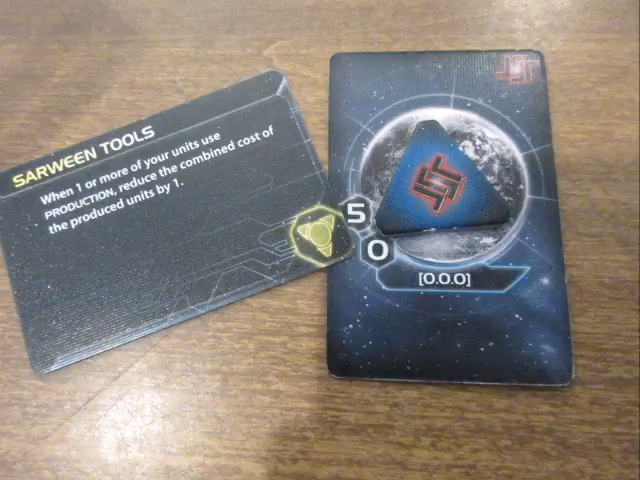 SARWEEN TOOLS
When 1 or more of your units use
PRODUCTION, reduce the combined cost of
the produced units by 1.
5
0
[0.0.0]